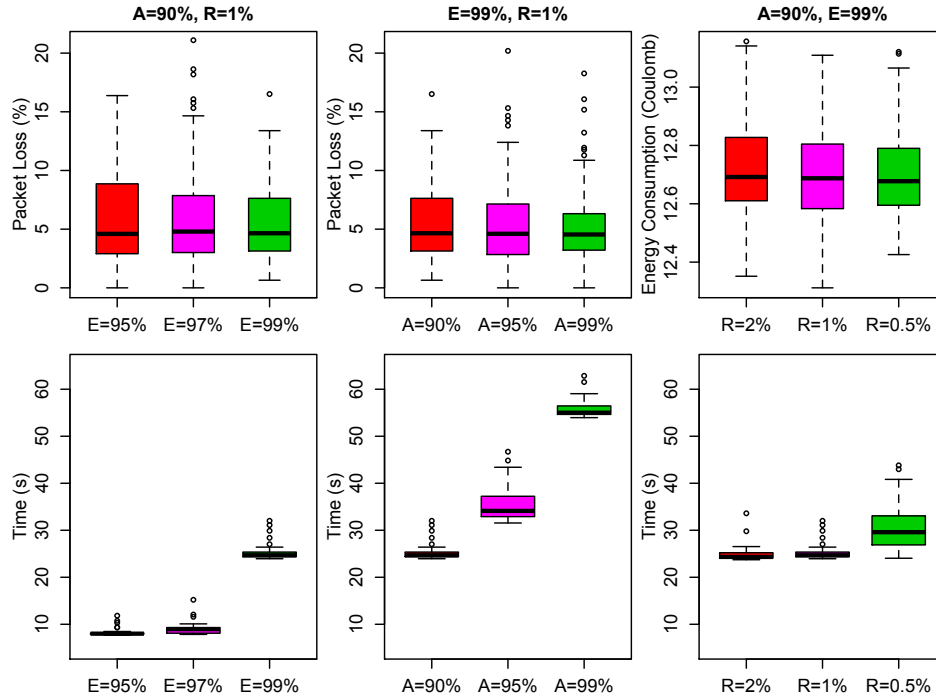 A=90%, R=1%
E=99%, R=1%
A=90%, E=99%
Packet Loss (%)
0
5
10
15
20
E=95%
E=97%
E=99%
Packet Loss (%)
0
5
10
15
20
A=90%
A=95%
A=99%
Energy Consumption (Coulomb)
12.4
12.6
12.8
13.0
R=2%
R=1%
R=0.5%
Time (s)
10
20
30
40
50
60
E=95%
E=97%
E=99%
Time (s)
10
20
30
40
50
60
A=90%
A=95%
A=99%
Time (s)
10
20
30
40
50
60
R=2%
R=1%
R=0.5%